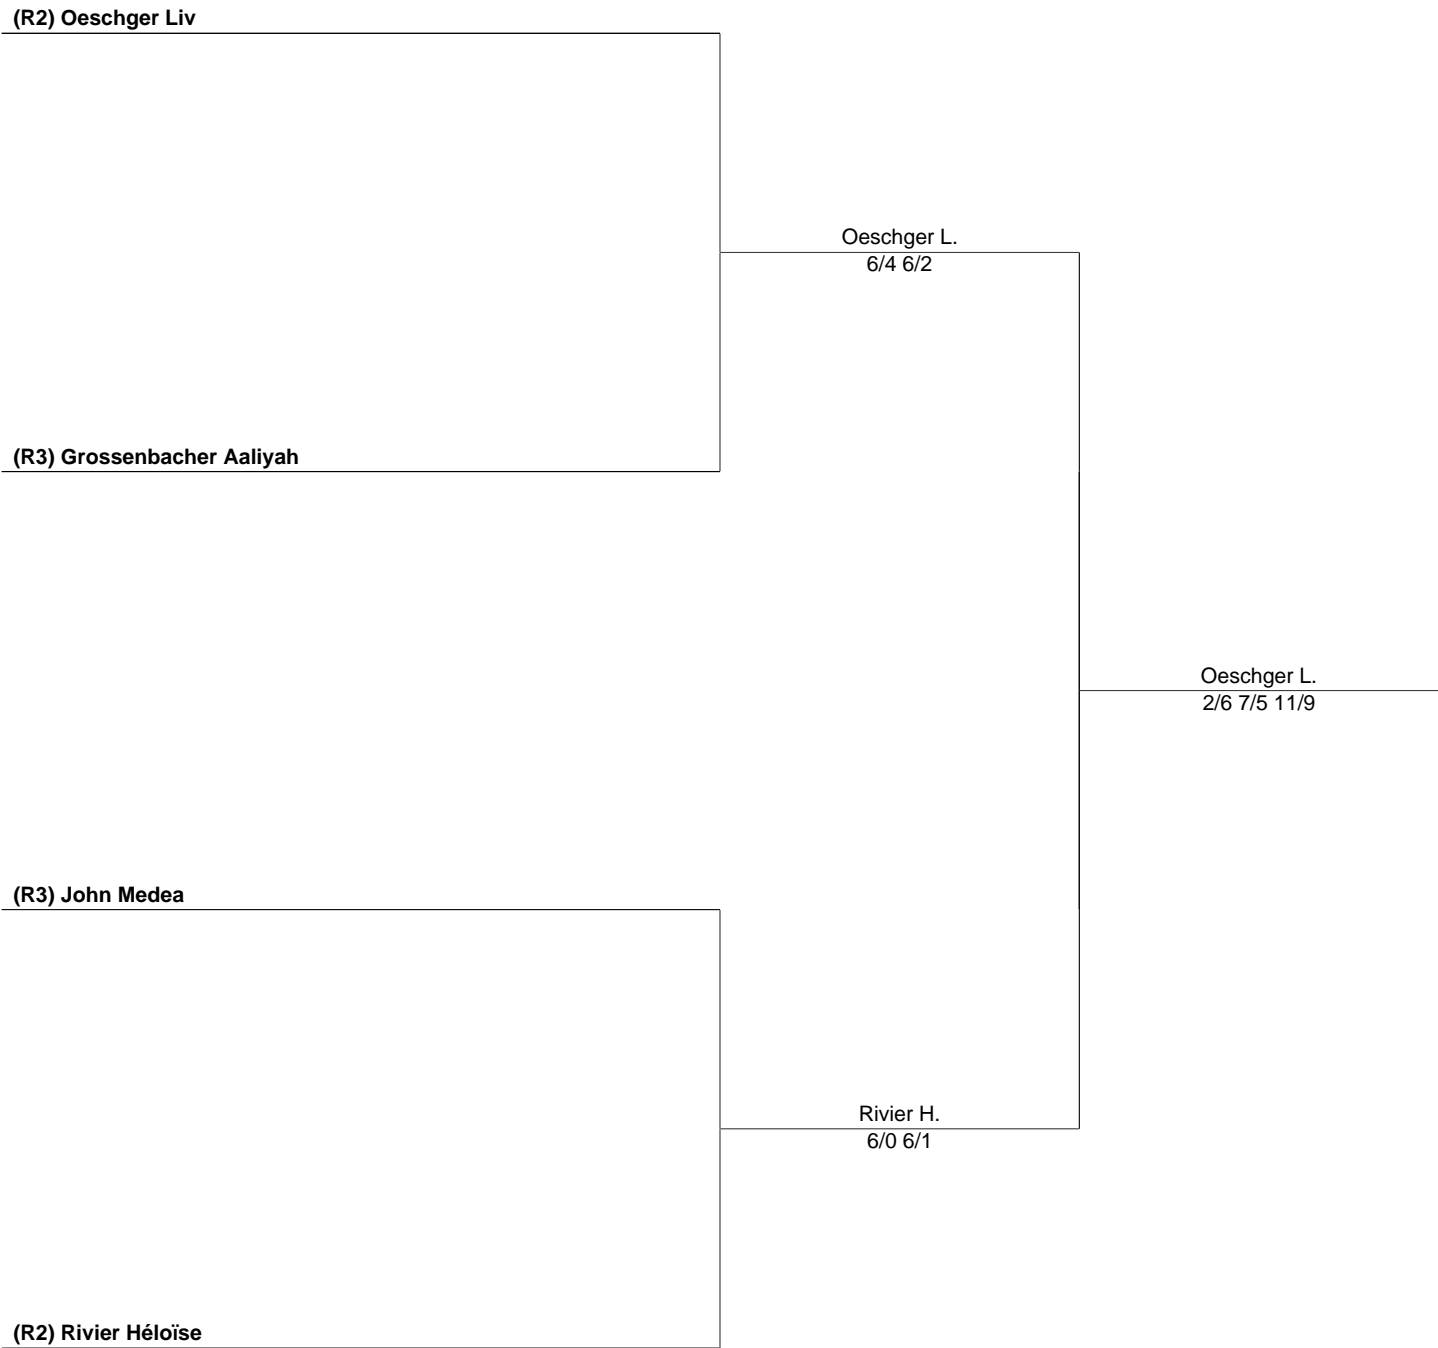 (R2) Oeschger Liv
Oeschger L.
6/4 6/2
(R3) Grossenbacher Aaliyah
Oeschger L.
2/6 7/5 11/9
(R3) John Medea
Rivier H.
6/0 6/1
(R2) Rivier Héloïse